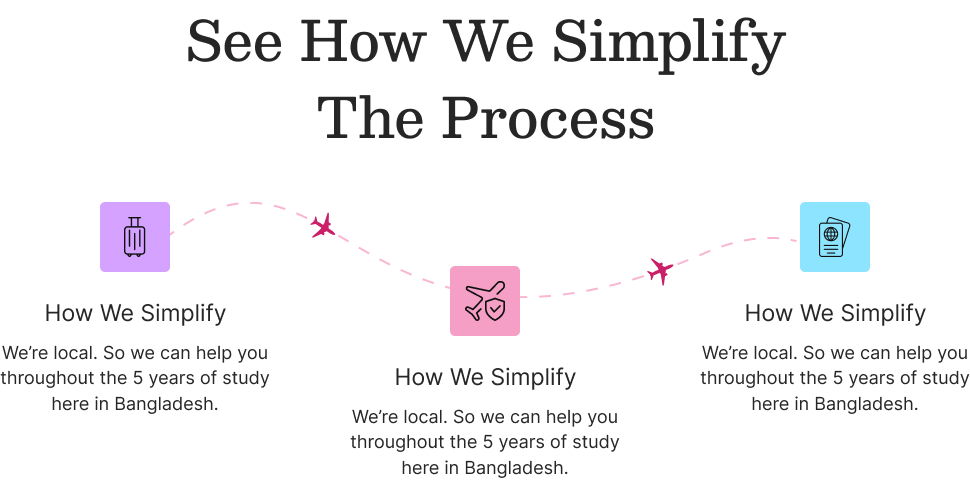 See How We Simplify
The Process
How We Simplify
We’re local. So we can help you
throughout the 5 years of study
here in Bangladesh.
How We Simplify
We’re local. So we can help you
throughout the 5 years of study
here in Bangladesh.
How We Simplify
We’re local. So we can help you
throughout the 5 years of study
here in Bangladesh.